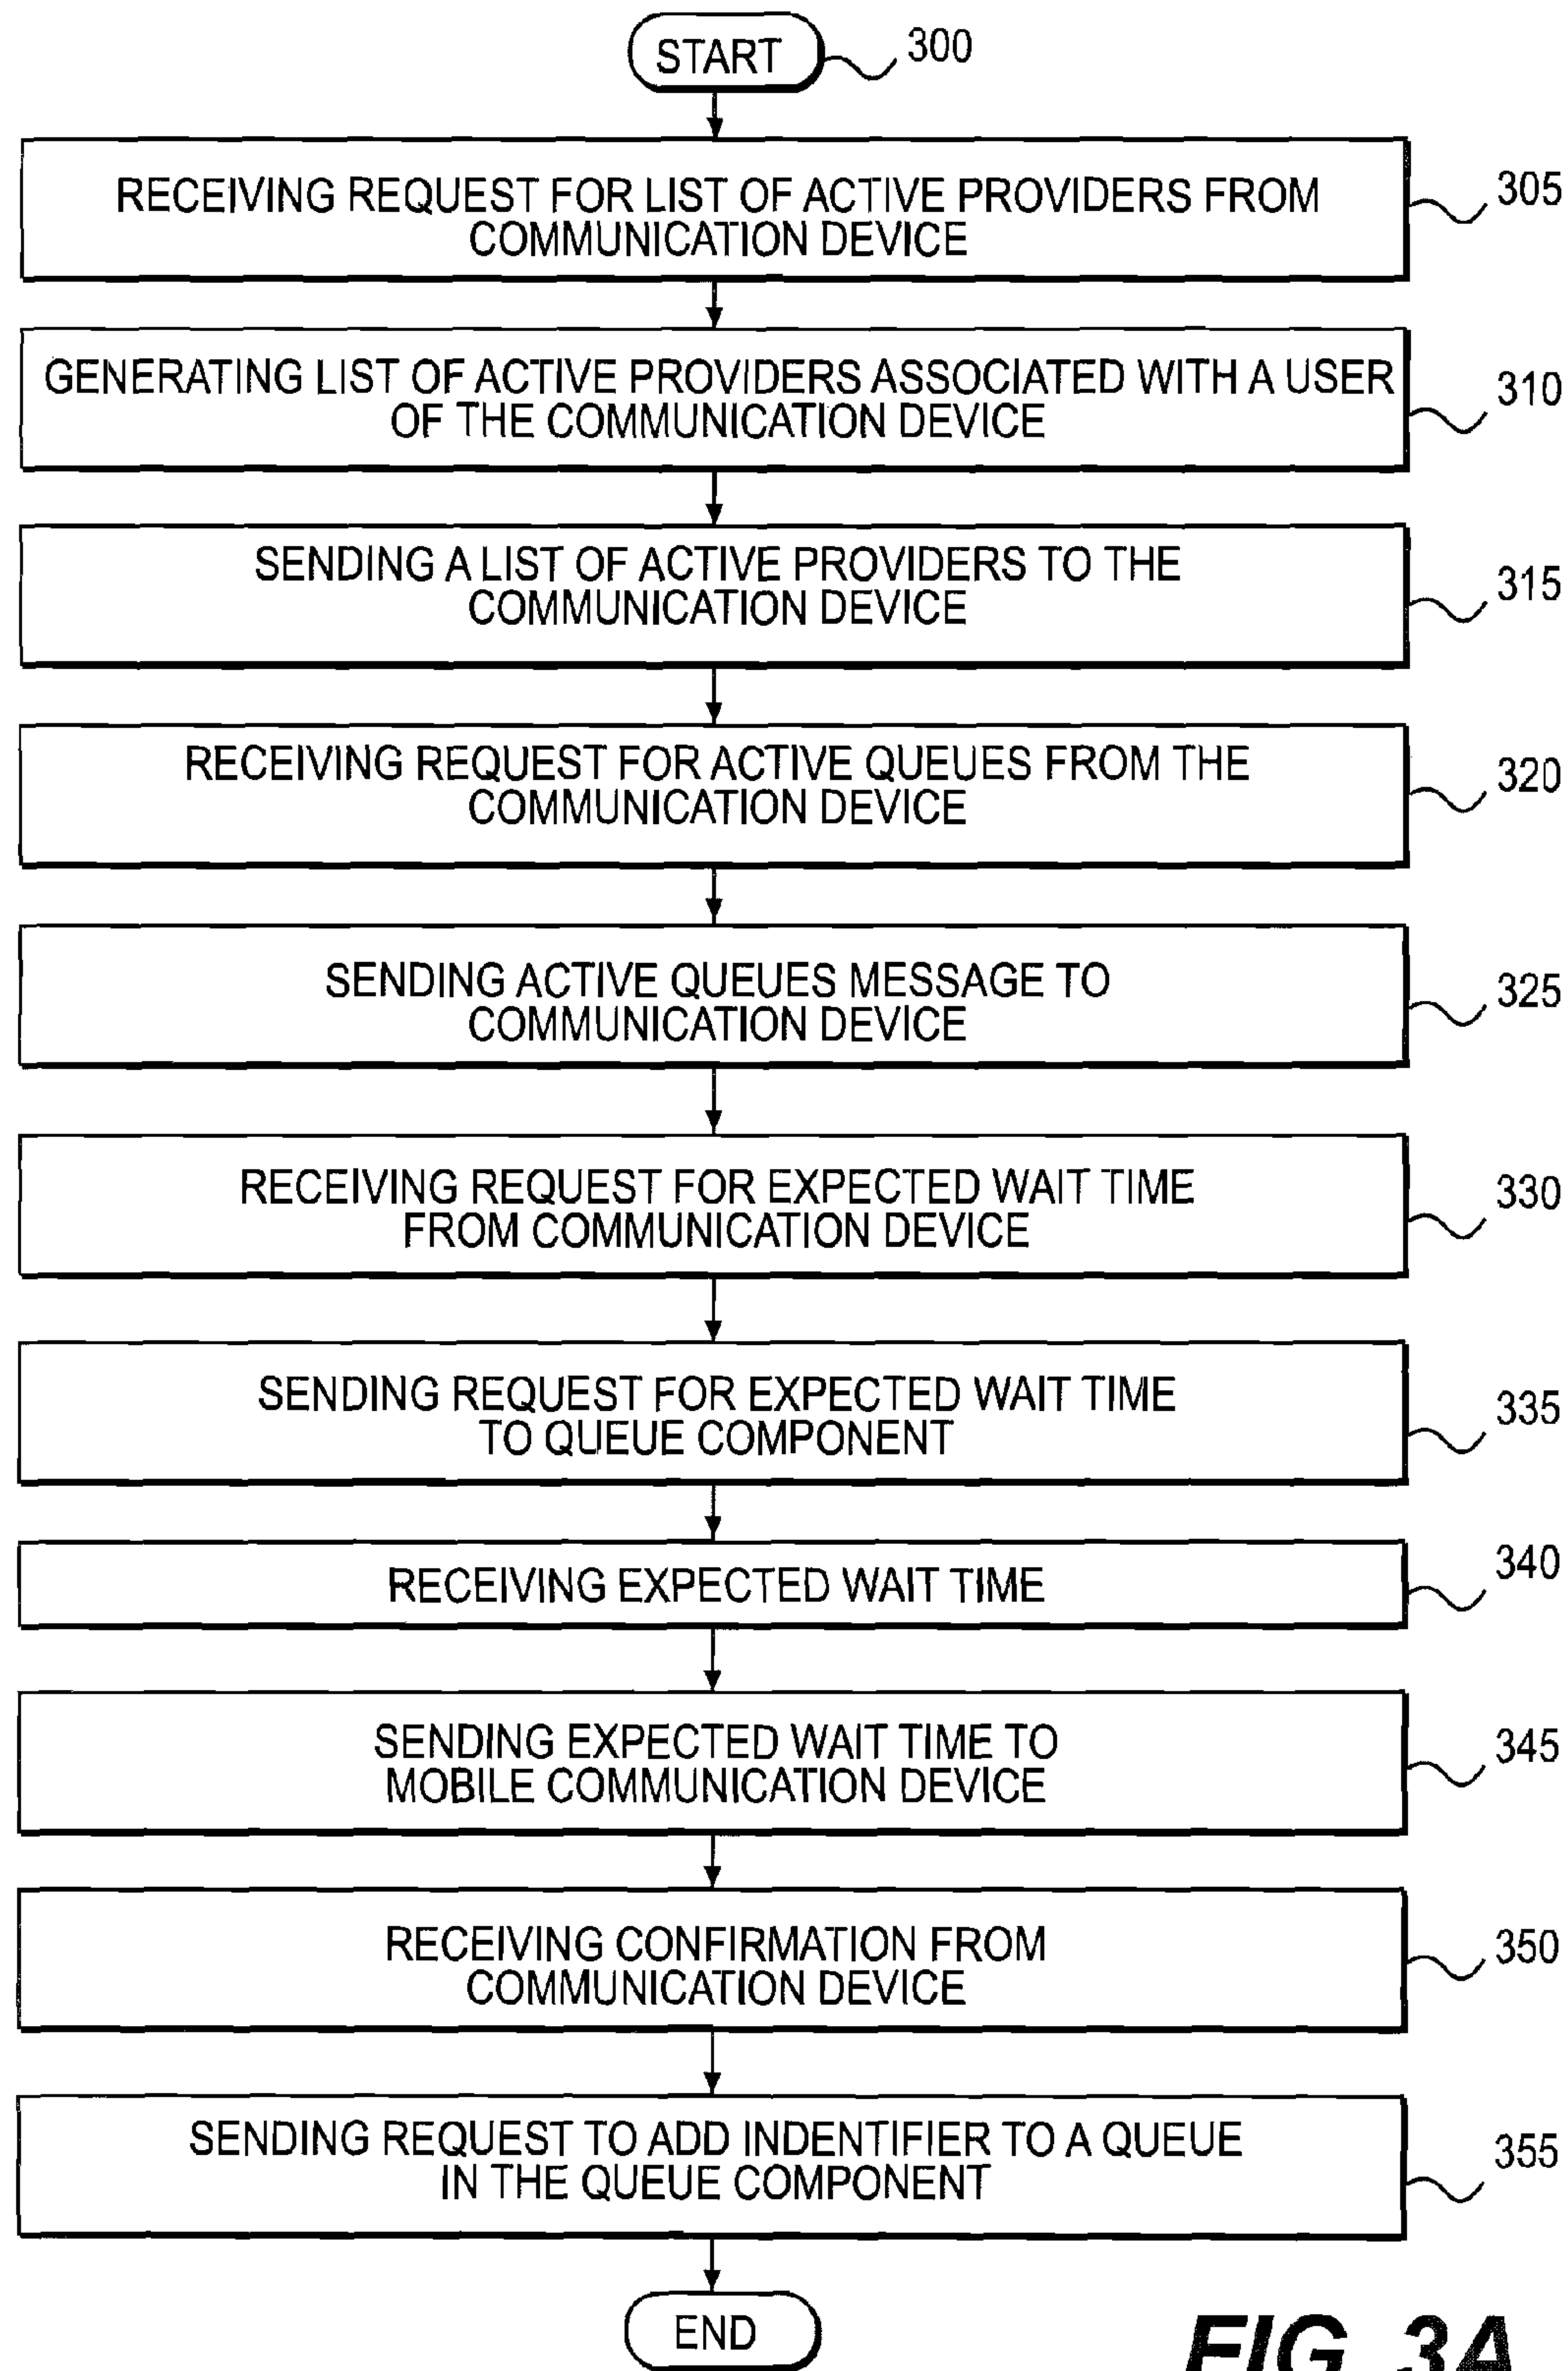 START
300
RECEIVING REQUEST FOR LIST OF ACTIVE PROVIDERS FROM
COMMUNICATION DEVICE
305
GENERATING LIST OF ACTIVE PROVIDERS ASSOCIATED WITH A USER
OF THE COMMUNICATION DEVICE
310
SENDING A LIST OF ACTIVE PROVIDERS TO THE
COMMUNICATION DEVICE
315
RECEIVING REQUEST FOR ACTIVE QUEUES FROM THE
COMMUNICATION DEVICE
320
SENDING ACTIVE QUEUES MESSAGE TO
COMMUNICATION DEVICE
325
RECEIVING REQUEST FOR EXPECTED WAIT TIME
FROM COMMUNICATION DEVICE
330
SENDING REQUEST FOR EXPECTED WAIT TIME
TO QUEUE COMPONENT
335
RECEIVING EXPECTED WAIT TIME
340
SENDING EXPECTED WAIT TIME TO
MOBILE COMMUNICATION DEVICE
345
RECEIVING CONFIRMATION FROM
COMMUNICATION DEVICE
350
SENDING REQUEST TO ADD INDENTIFIER TO A QUEUE
IN THE QUEUE COMPONENT
355
END
FIG. 3A